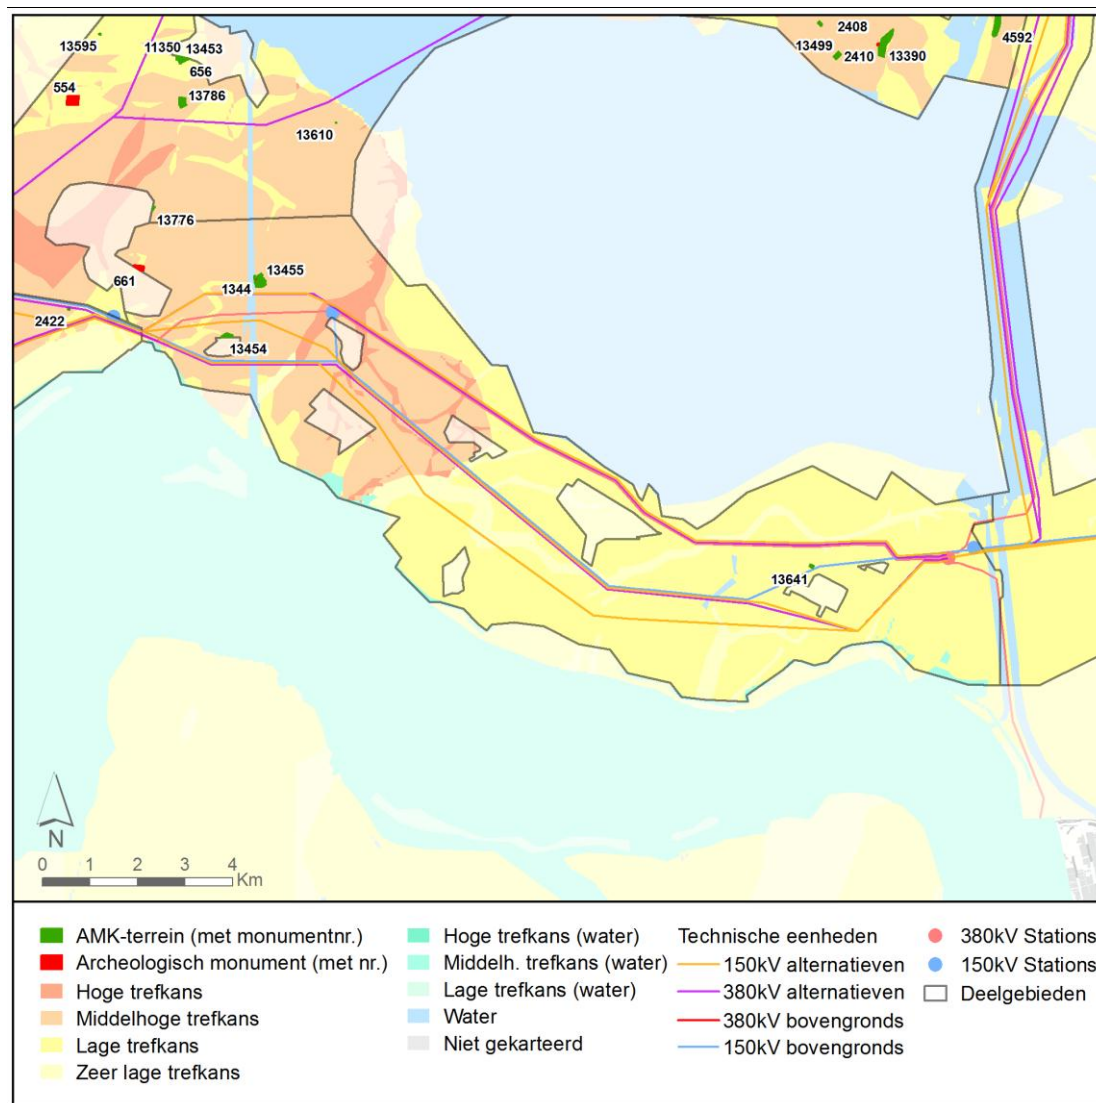 2408
13595
11350 13453
13499
4592
2410
13390
656
554
13786
13610
13776
13455
661
1344
2422
13454
13641
N
0 1 2 3 4
Km
AMK-terrein (met monumentnr.)
Archeologisch monument (met nr.)
Hoge trefkans
Middelhoge trefkans
Lage trefkans
Zeer lage trefkans
Hoge trefkans (water)
Middelh. trefkans (water)
Lage trefkans (water)
Water
Niet gekarteerd
Technische eenheden
150kV alternatieven
380kV alternatieven
380kV bovengronds
150kV bovengronds
380kV Stations
150kV Stations
Deelgebieden